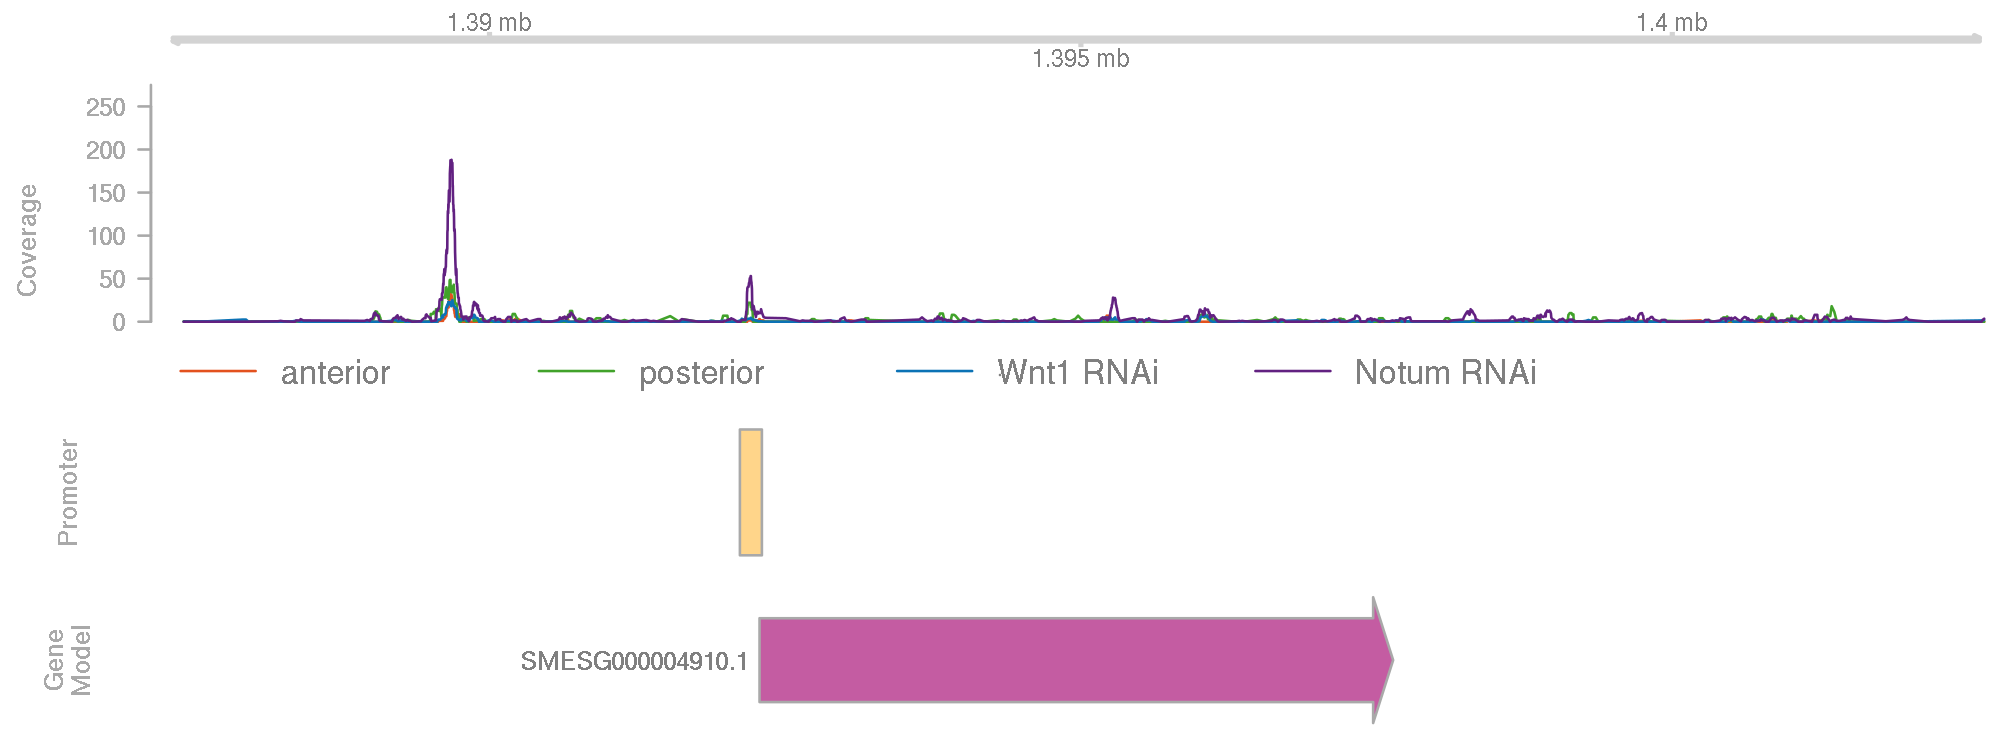 1.39 mb
1.4 mb
1.395 mb
Coverage
250
200
150
100
50
0
anterior posterior Wnt1 RNAi Notum RNAi
Promoter
Gene
Model
SMESG000004910.1